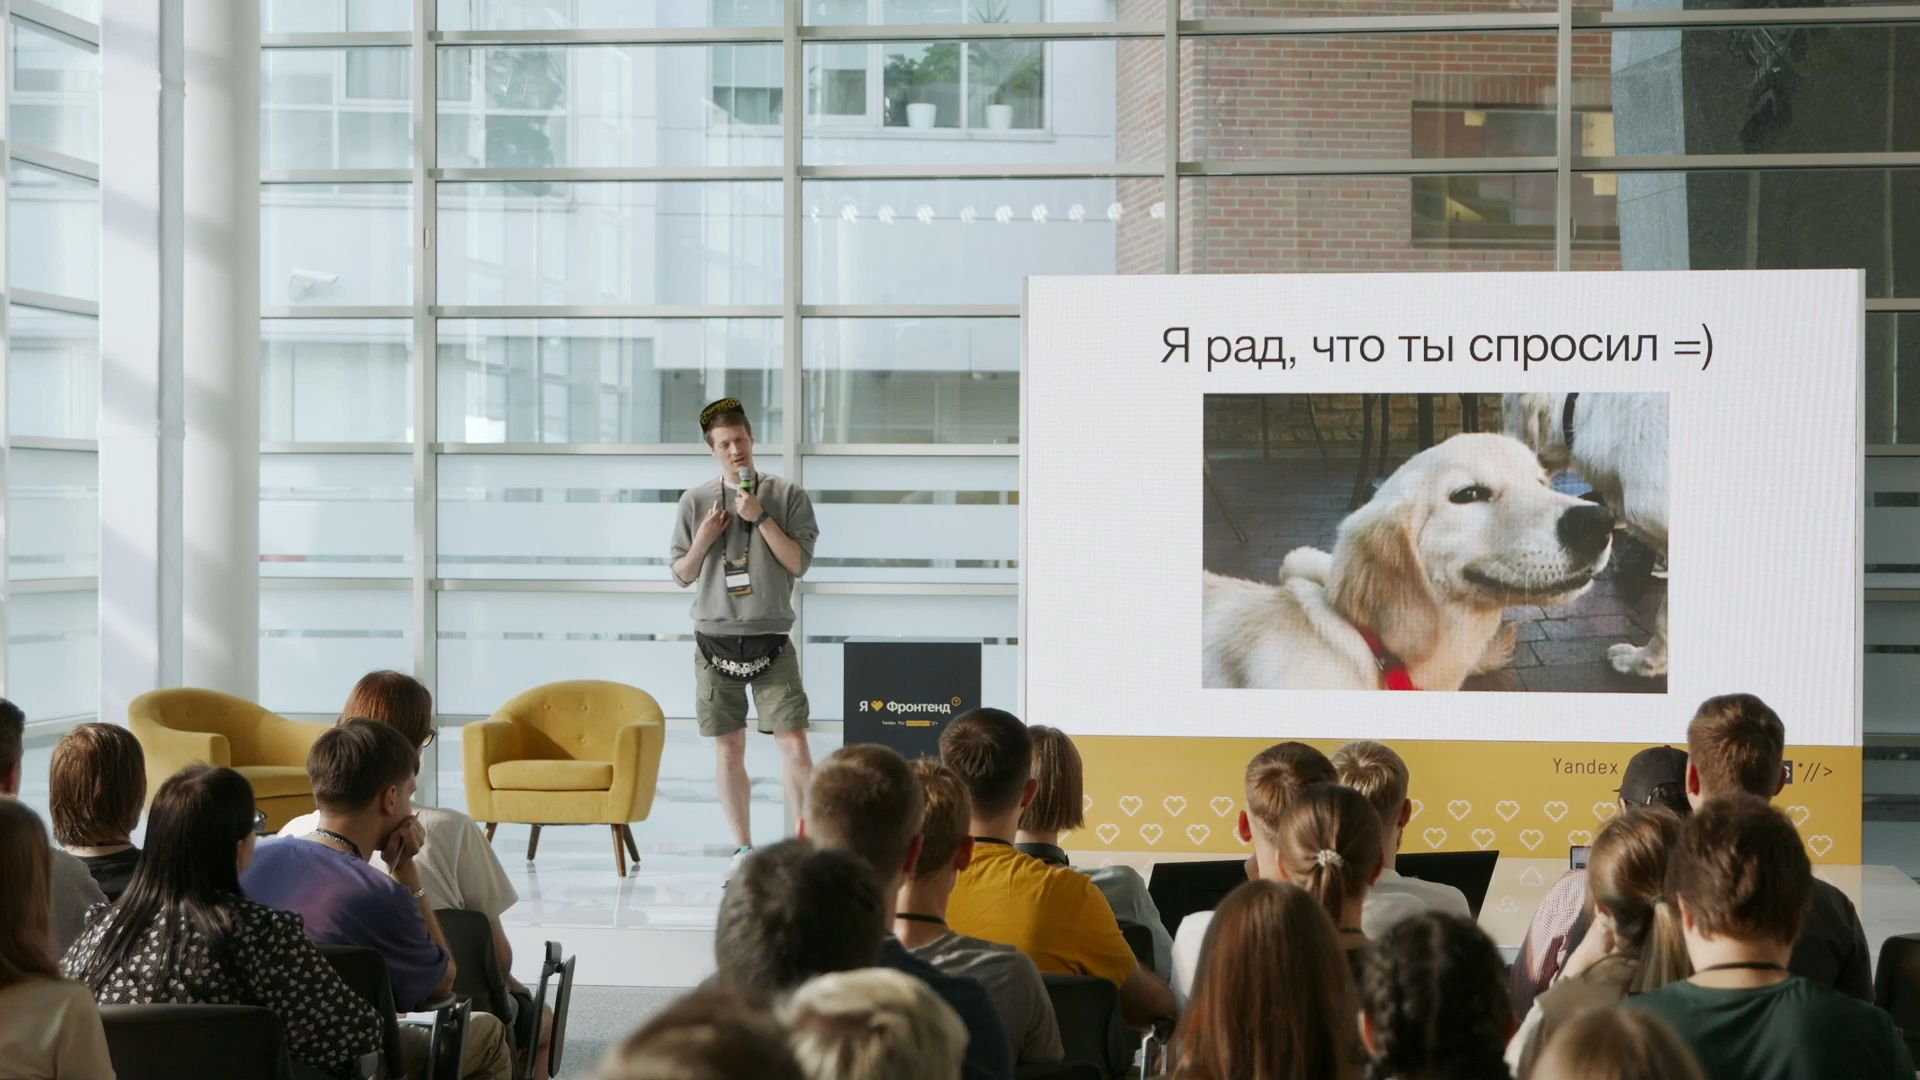 Я рад, что ты спросил =)
Я Фронтенд
Yandex
//>